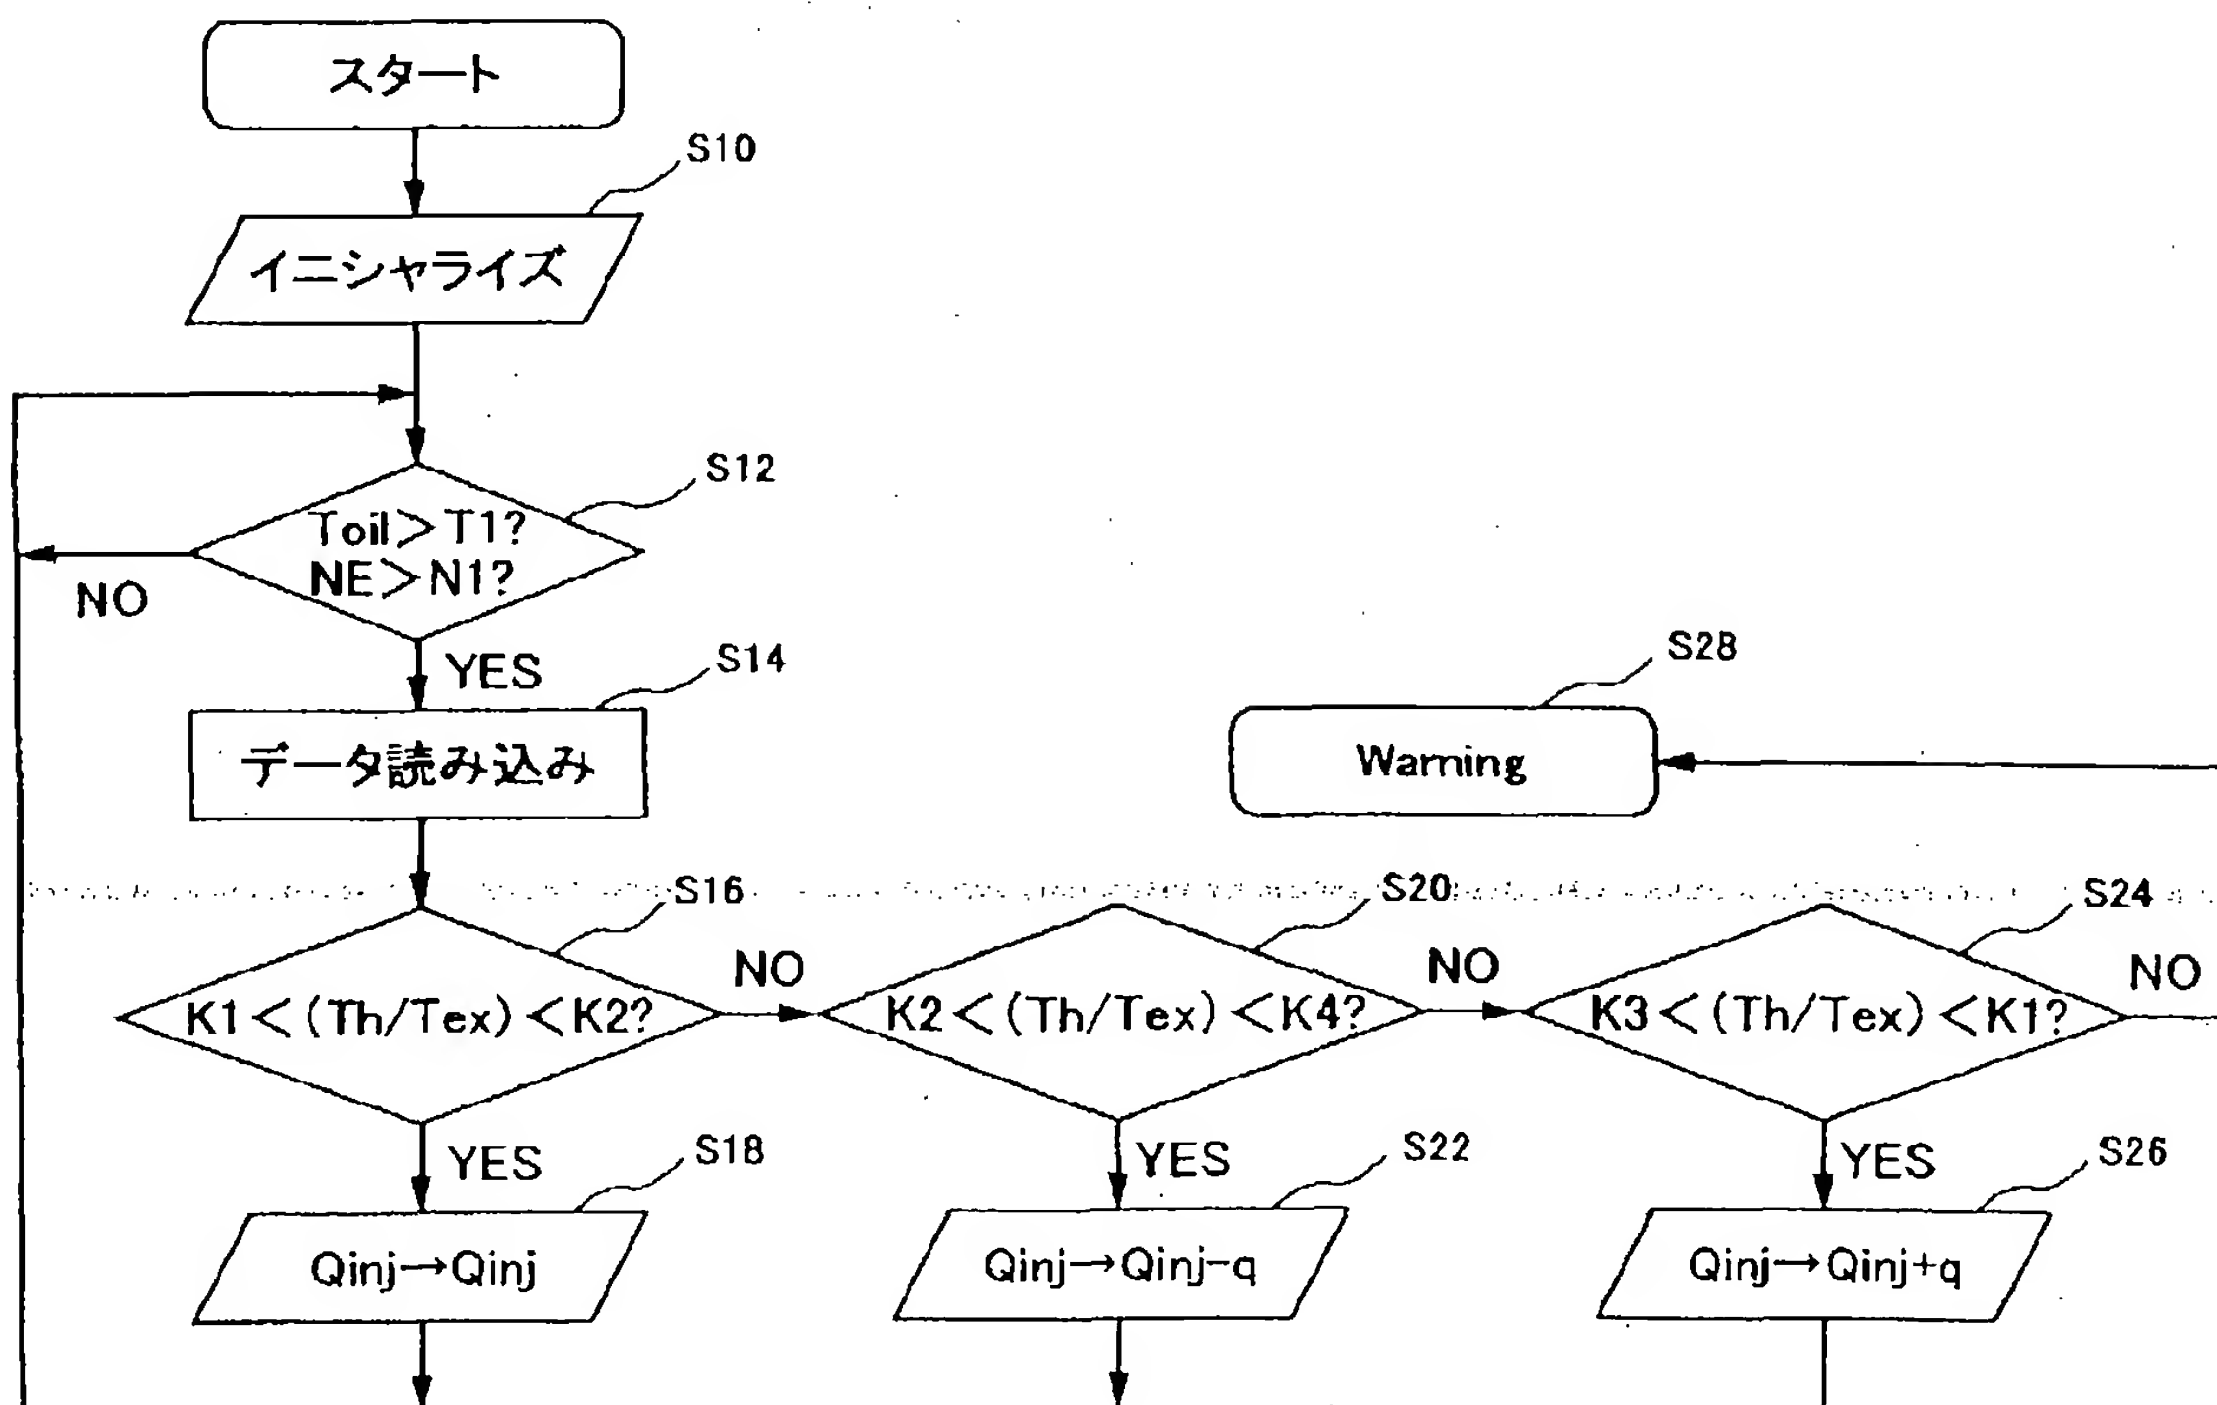 スタート
S10
イニシャライズ
S12
Toil＞T1?
NE＞N1?
NO
YES
S14
データ読み込み
S28
Warning
S16
K1＜(Th/Tex)＜K2?
NO
S20
K2＜(Th/Tex)＜K4?
NO
S24
K3＜(Th/Tex)＜K1?
NO
YES
S18
Qinj→Qinj
YES
S22
Qinj→Qinj-q
YES
S26
Qinj→Qinj+q